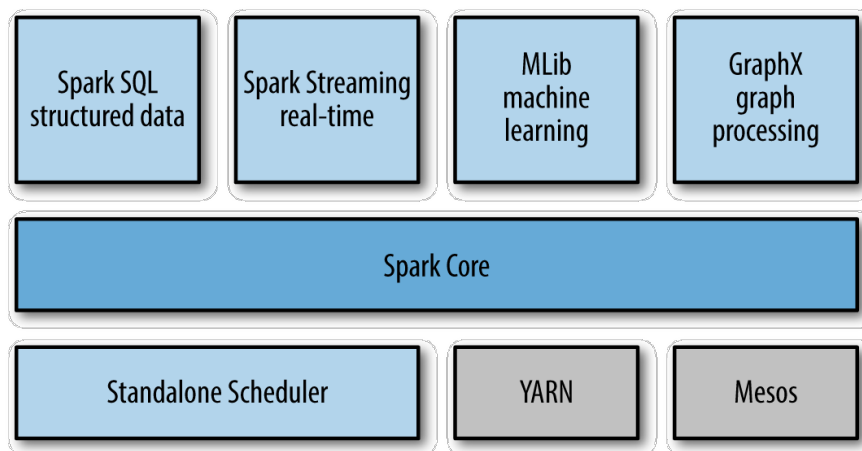 Spark SQL
structured data
Spark Streaming
real-time
MLib
machine
learning
GraphX
graph
processing
Spark Core
Standalone Scheduler
YARN
Mesos